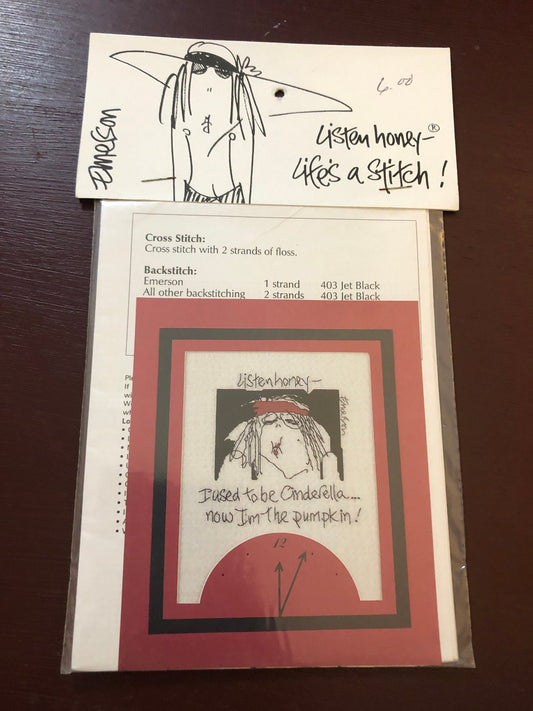 Emerson
6.00
Listen honey-®
Life's a Stitch!
Cross Stitch:
Cross stitch with 2 strands of floss.
Backstitch:
Emerson 1 strand 403 Jet Black
All other backstitching 2 strands 403 Jet Black
Listen honey-
Emerson
I used to be Cinderella...
now I'm the pumpkin!
12